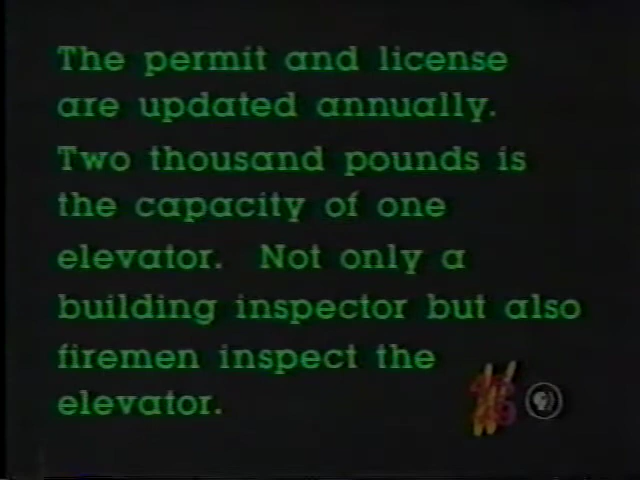 The permit and license
are updated annually.
Two thousand pounds is
the capacity of one
elevator. Not only a
building inspector but also
firemen inspect the
elevator.